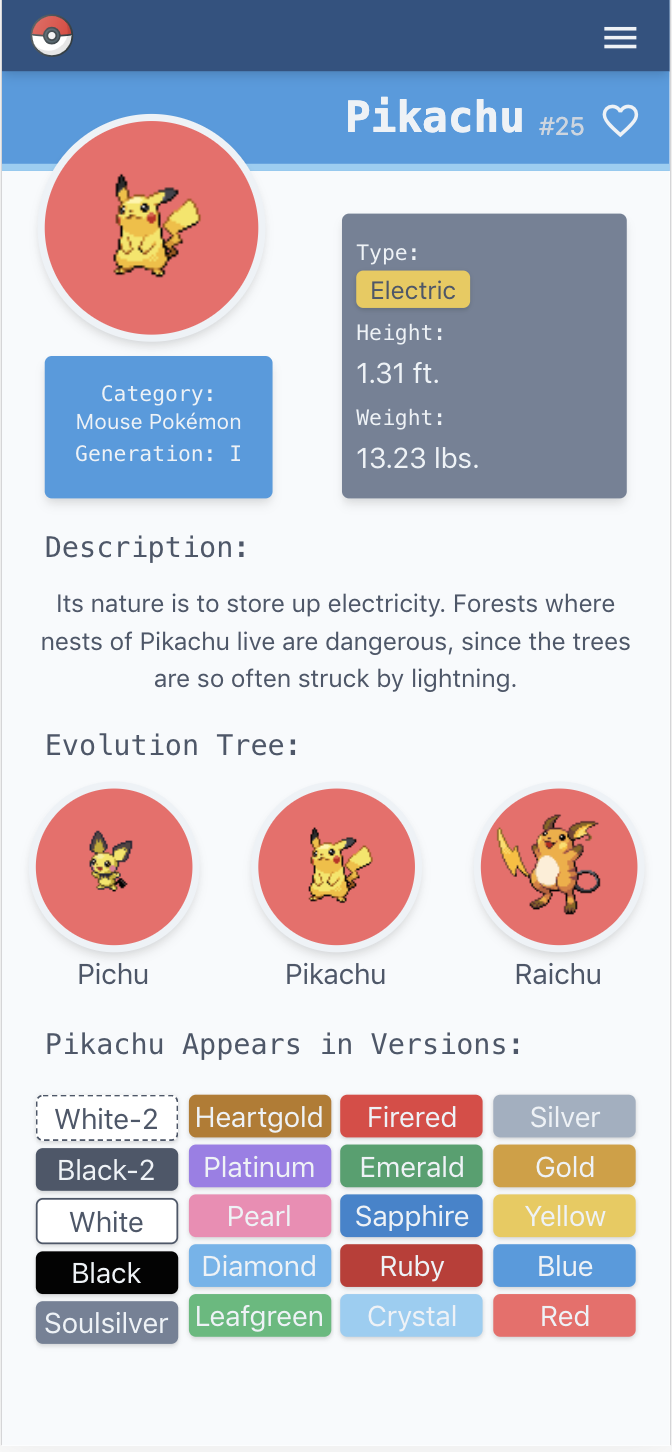 Pikachu #25
Category:
Mouse Pokémon
Generation: I
Type:
Electric
Height:
1.31 ft.
Weight:
13.23 lbs.
Description:
Its nature is to store up electricity. Forests where
nests of Pikachu live are dangerous, since the trees
are so often struck by lightning.
Evolution Tree:
Pichu Pikachu Raichu
Pikachu Appears in Versions:
White-2 Heartgold Firered Silver
Black-2 Platinum Emerald Gold
White Pearl Sapphire Yellow
Black Diamond Ruby Blue
Soulsilver Leafgreen Crystal Red